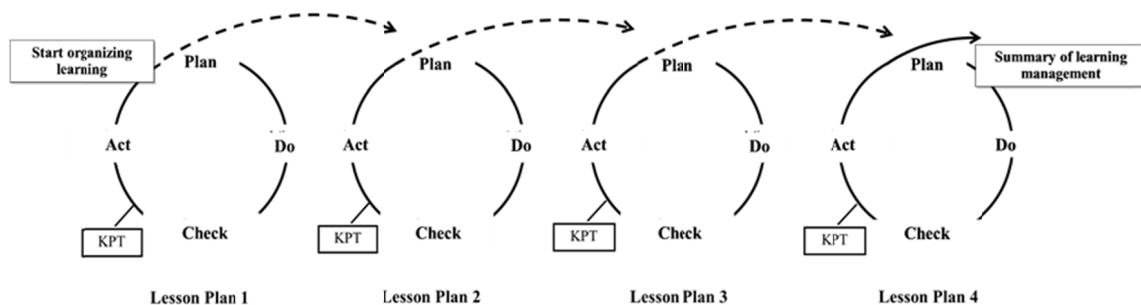 Start organizing
learning
Plan
Act
Do
Check
KPT
Lesson Plan 1
Plan
Act
Do
Check
KPT
Lesson Plan 2
Plan
Act
Do
Check
KPT
Lesson Plan 3
Plan
Act
Do
Check
KPT
Lesson Plan 4
Summary of learning
management